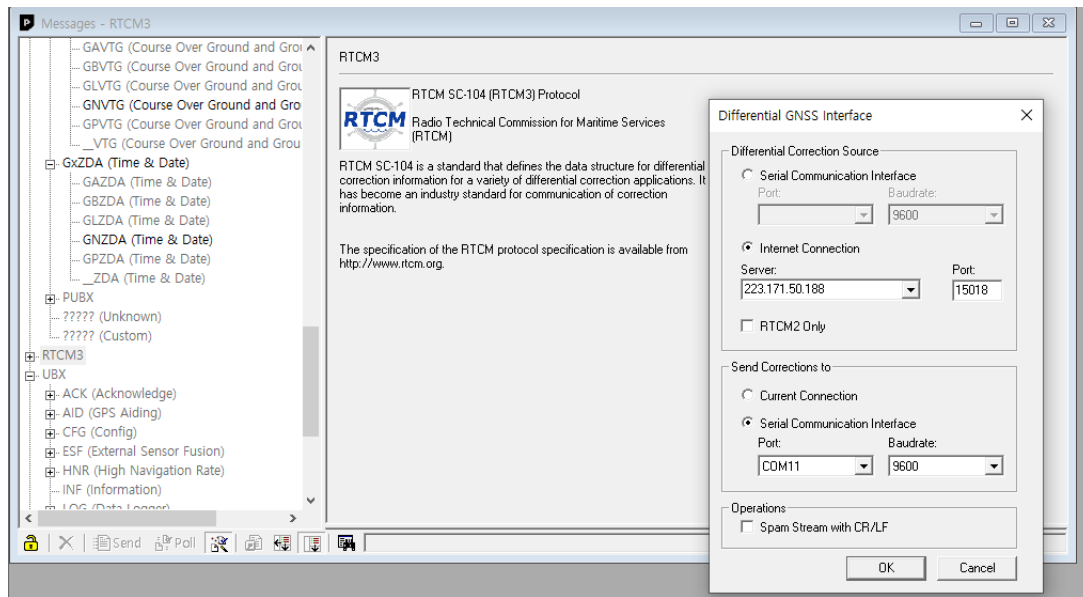 Messages - RTCM3
GAVTG (Course Over Ground and Grou
GBVTG (Course Over Ground and Grou
GLVTG (Course Over Ground and Grou
GNVTG (Course Over Ground and Gro
GPVTG (Course Over Ground and Grou
__VTG (Course Over Ground and Grou
GxZDA (Time & Date)
GAZDA (Time & Date)
GBZDA (Time & Date)
GLZDA (Time & Date)
GNZDA (Time & Date)
GPZDA (Time & Date)
__ZDA (Time & Date)
PUBX
????? (Unknown)
????? (Custom)
RTCM3
UBX
ACK (Acknowledge)
AID (GPS Aiding)
CFG (Config)
ESF (External Sensor Fusion)
HNR (High Navigation Rate)
INF (Information)
LOG (Data Logger)
Send Poll
RTCM3
RTCM
RTCM SC-104 (RTCM3) Protocol
Radio Technical Commission for Maritime Services
(RTCM)
RTCM SC-104 is a standard that defines the data structure for differential
correction information for a variety of differential correction applications. It
has become an industry standard for communication of correction
information.
The specification of the RTCM protocol specification is available from
http://www.rtcm.org.
Differential GNSS Interface
Differential Correction Source
Serial Communication Interface
Port: Baudrate:
9600
Internet Connection
Server: Port:
223.171.50.188 15018
RTCM2 Only
Send Corrections to
Current Connection
Serial Communication Interface
Port: Baudrate:
COM11 9600
Operations
Spam Stream with CR/LF
OK Cancel